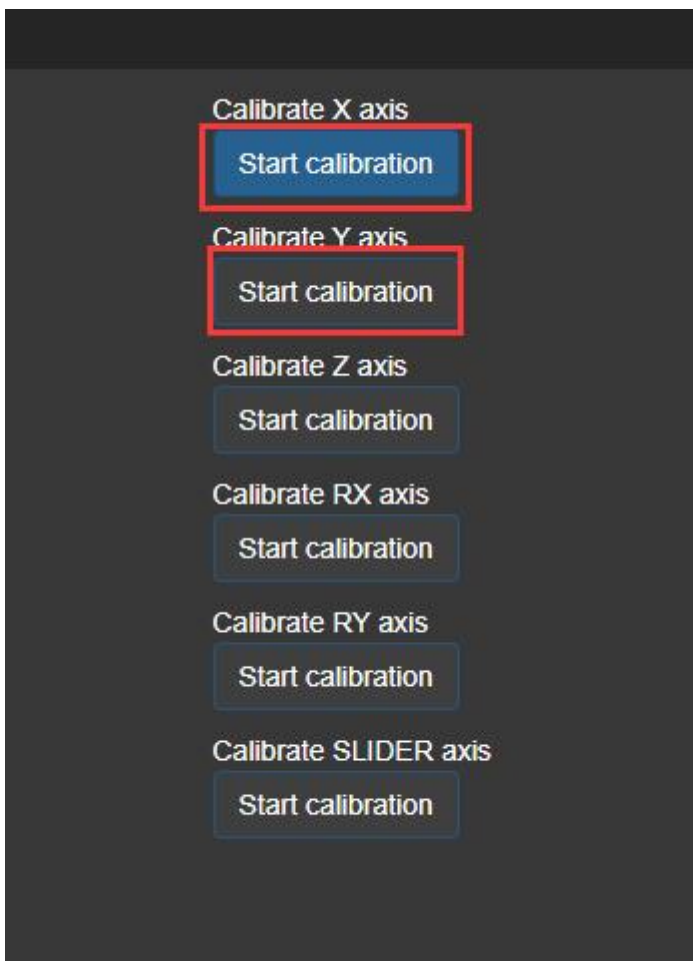 Calibrate X axis
Start calibration
Calibrate Y axis
Start calibration
Calibrate Z axis
Start calibration
Calibrate RX axis
Start calibration
Calibrate RY axis
Start calibration
Calibrate SLIDER axis
Start calibration